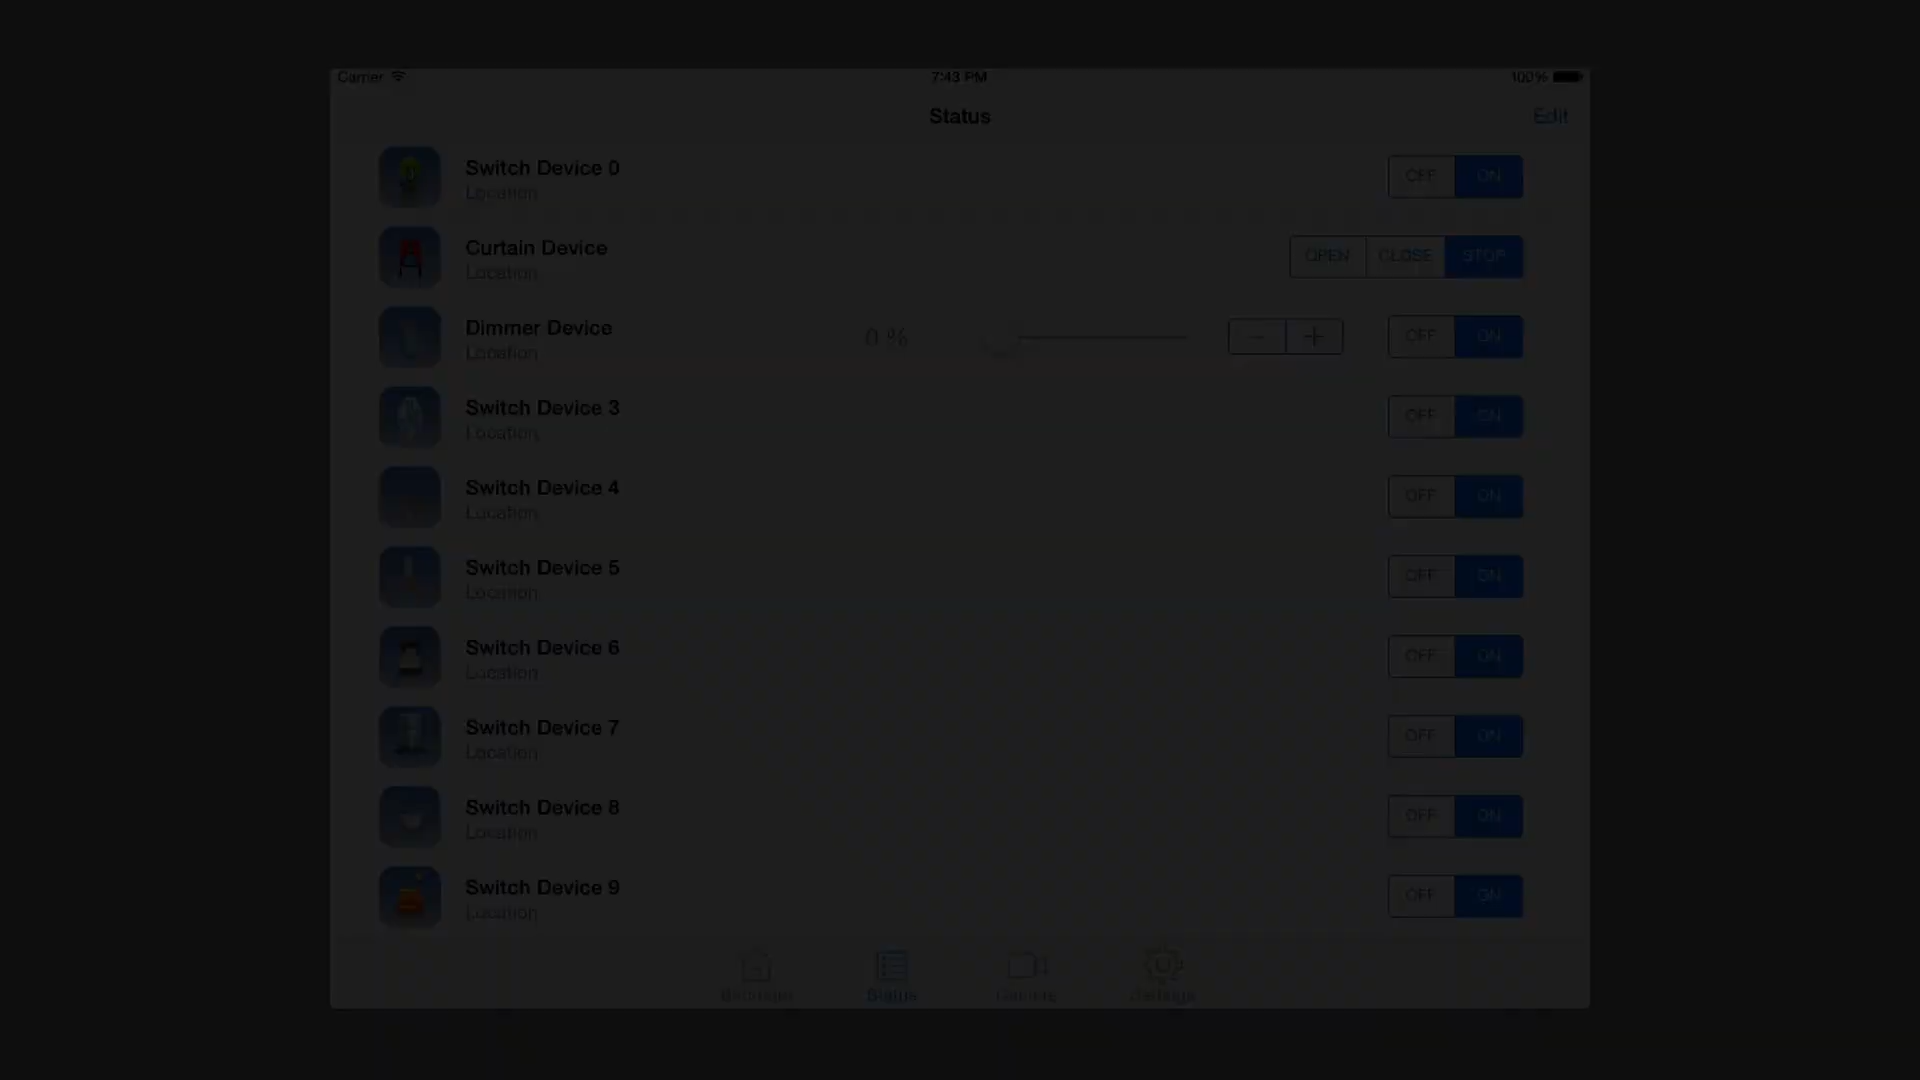 Carrier 7:43 PM 100%
Status Edit
Switch Device 0
Location
OFF ON
Curtain Device
Location
OPEN CLOSE STOP
Dimmer Device
Location
0 % - + OFF ON
Switch Device 3
Location
OFF ON
Switch Device 4
Location
OFF ON
Switch Device 5
Location
OFF ON
Switch Device 6
Location
OFF ON
Switch Device 7
Location
OFF ON
Switch Device 8
Location
OFF ON
Switch Device 9
Location
OFF ON
Status Settings